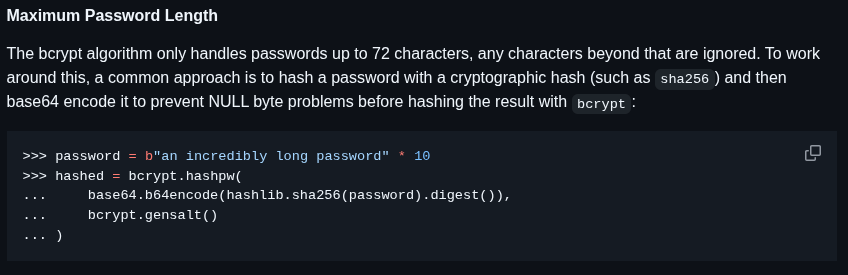 Maximum Password Length
The bcrypt algorithm only handles passwords up to 72 characters, any characters beyond that are ignored. To work
around this, a common approach is to hash a password with a cryptographic hash (such as sha256 ) and then
base64 encode it to prevent NULL byte problems before hashing the result with bcrypt :
>>> password = b"an incredibly long password" * 10
>>> hashed = bcrypt.hashpw(
...     base64.b64encode(hashlib.sha256(password).digest()),
...     bcrypt.gensalt()
... )